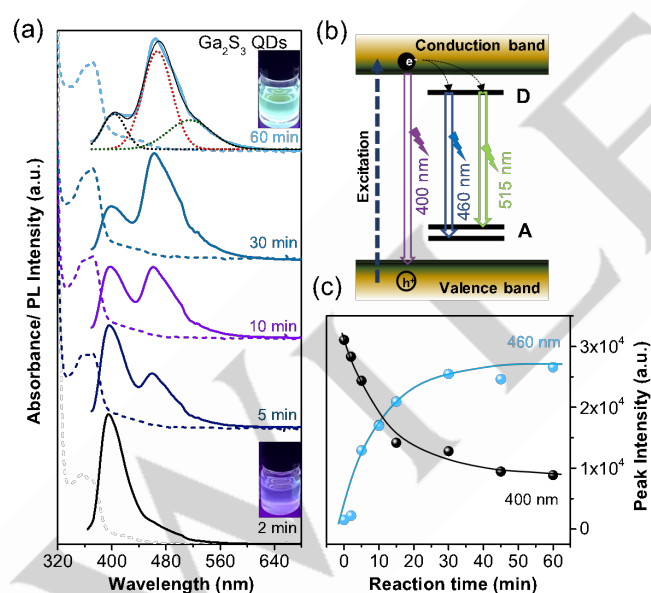 (a)
Ga2S3 QDs
60 min
30 min
10 min
5 min
2 min
Absorbance/ PL Intensity (a.u.)
320 400 480 560 640
Wavelength (nm)
(b)
Conduction band
e-
D
Excitation
400 nm
460 nm
515 nm
A
h+
Valence band
(c)
460 nm
400 nm
3x10^4
2x10^4
1x10^4
0
Peak Intensity (a.u.)
0 10 20 30 40 50 60
Reaction time (min)